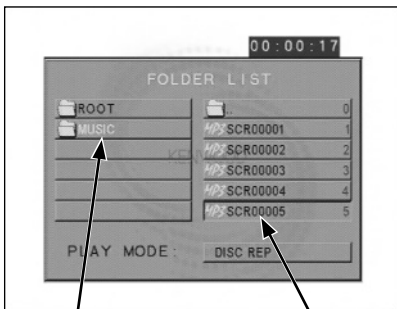 00:00:17
FOLDER LIST
ROOT
MUSIC
.. 0
MP3 SCR00001 1
MP3 SCR00002 2
MP3 SCR00003 3
MP3 SCR00004 4
MP3 SCR00005 5
PLAY MODE: DISC REP